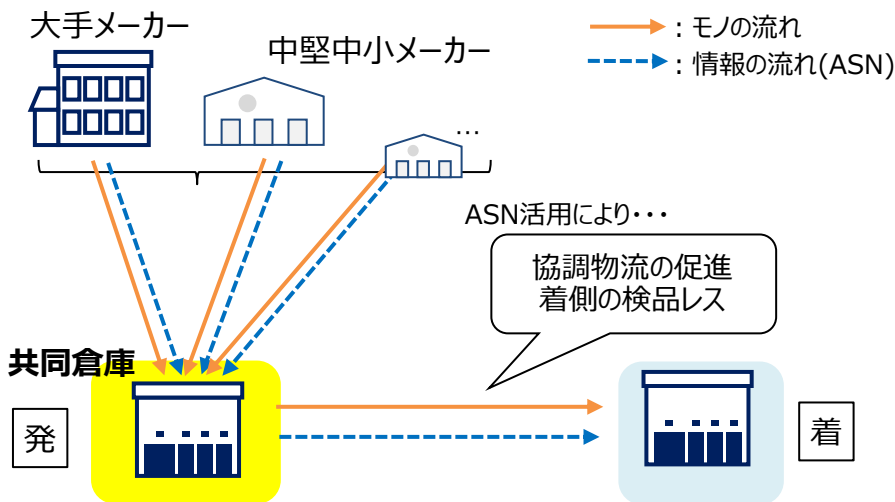 大手メーカー
中堅中小メーカー
…
：モノの流れ
：情報の流れ(ASN)
ASN活用により・・・
協調物流の促進
着側の検品レス
共同倉庫
発
着